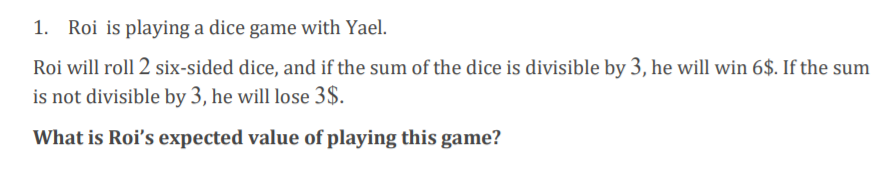 1. Roi is playing a dice game with Yael.
Roi will roll 2 six-sided dice, and if the sum of the dice is divisible by 3, he will win 6$. If the sum
is not divisible by 3, he will lose 3$.
What is Roi's expected value of playing this game?